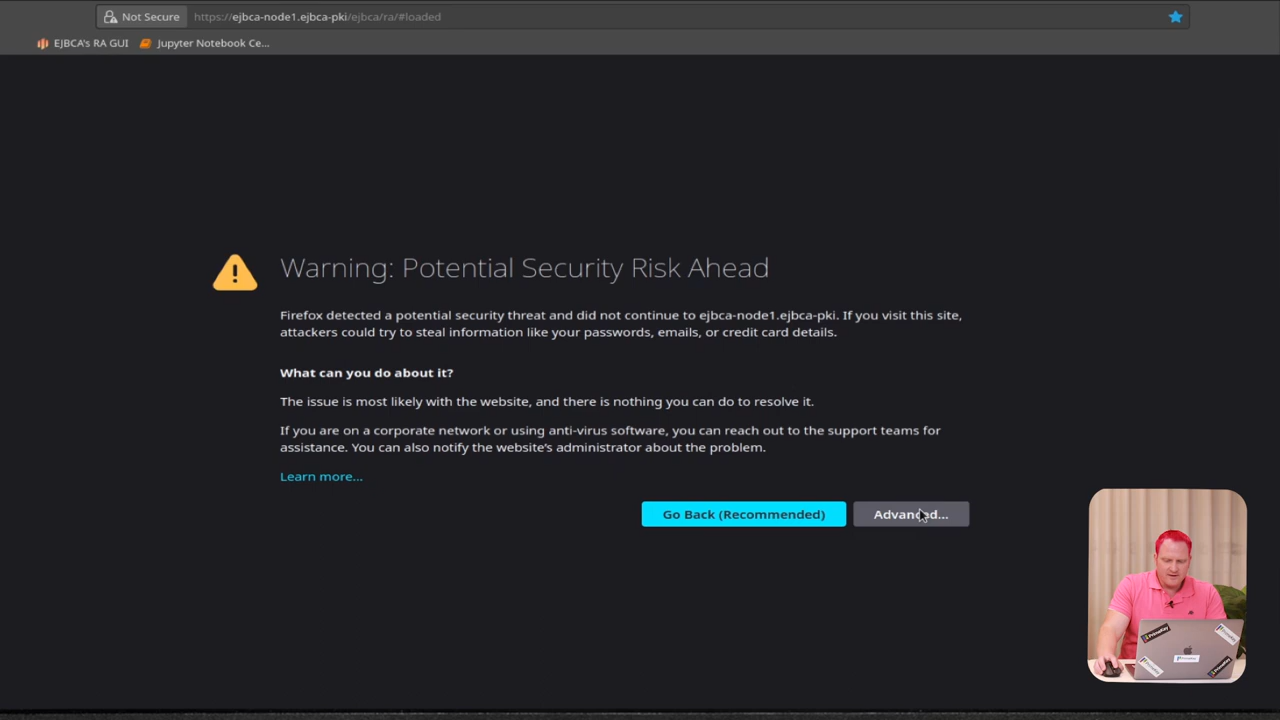 Not Secure https://ejbca-node1.ejbca-pki/ejbca/ra/#loaded
EJBCA's RA GUI Jupyter Notebook Ce...
Warning: Potential Security Risk Ahead
Firefox detected a potential security threat and did not continue to ejbca-node1.ejbca-pki. If you visit this site,
attackers could try to steal information like your passwords, emails, or credit card details.
What can you do about it?
The issue is most likely with the website, and there is nothing you can do to resolve it.
If you are on a corporate network or using anti-virus software, you can reach out to the support teams for
assistance. You can also notify the website's administrator about the problem.
Learn more...
Go Back (Recommended) Advanced...